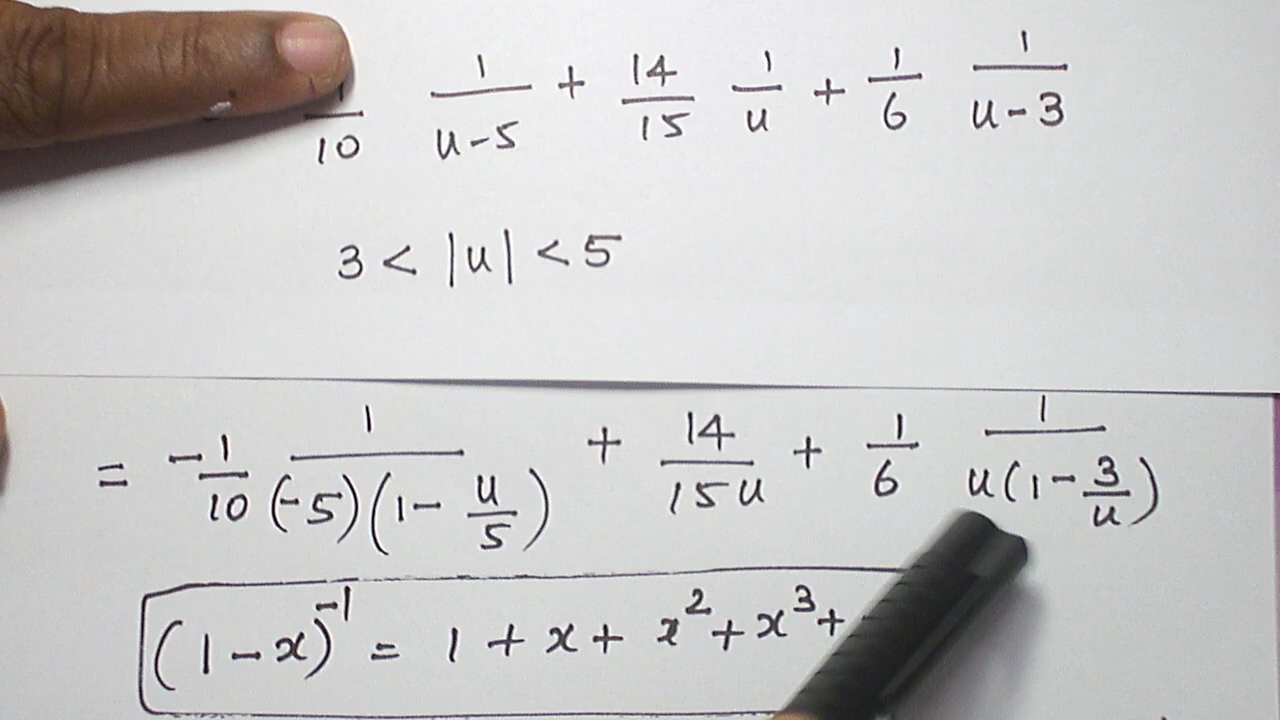 1/10 1/(u-5) + 14/15 1/u + 1/6 1/(u-3)
3 < |u| < 5
= -1/10 1/((-5)(1-u/5)) + 14/(15u) + 1/6 1/(u(1-3/u))
(1-x)^-1 = 1 + x + x^2 + x^3 +